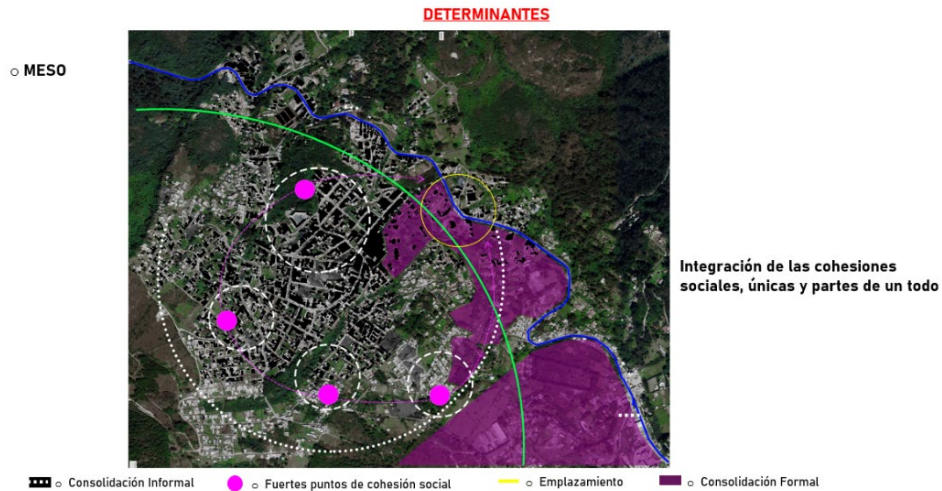 DETERMINANTES
○ MESO
Integración de las cohesiones
sociales, únicas y partes de un todo
○ Consolidación Informal
○ Fuertes puntos de cohesión social
○ Emplazamiento
○ Consolidación Formal